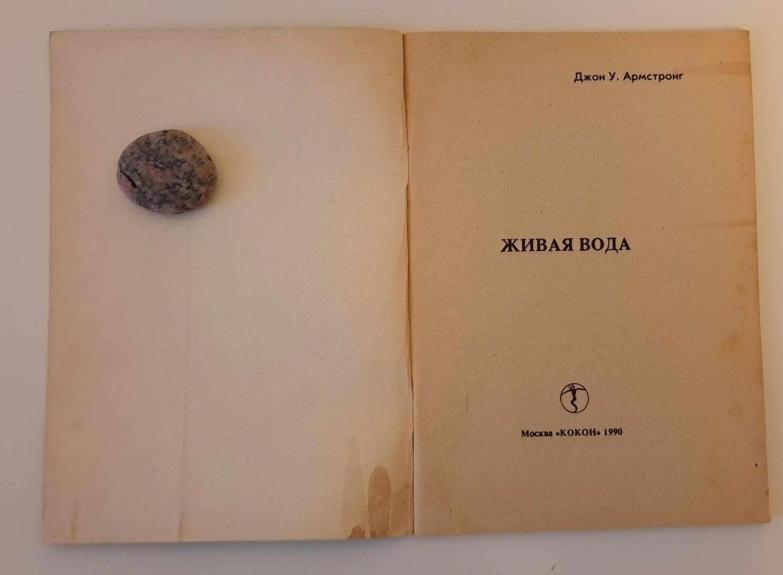 Джон У. Армстронг
ЖИВАЯ ВОДА
Москва «КОКОН» 1990